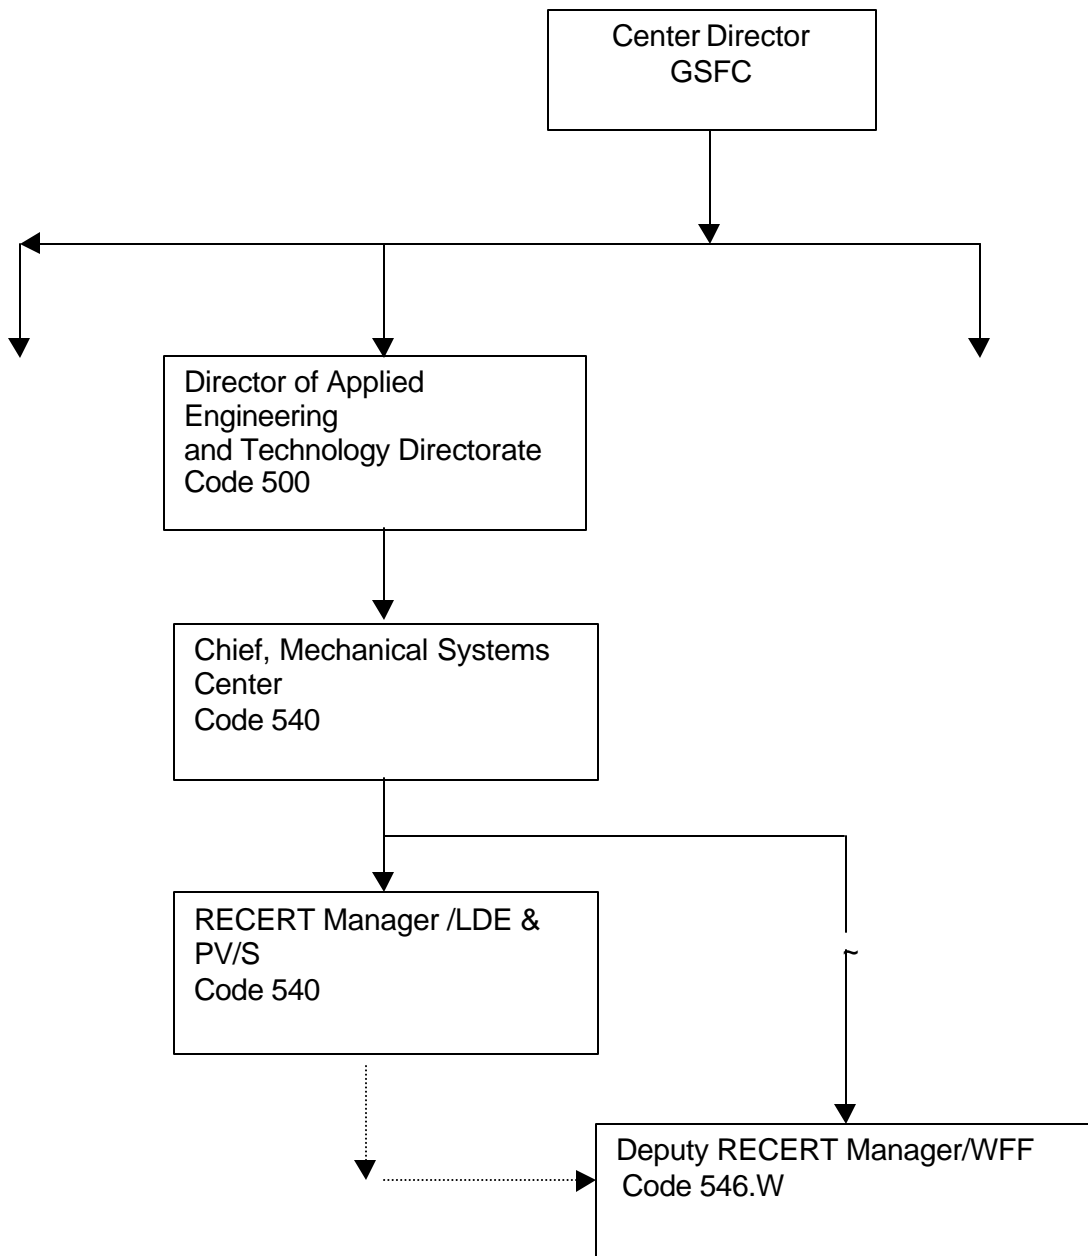 Center Director
GSFC
Director of Applied
Engineering
and Technology Directorate
Code 500
Chief, Mechanical Systems
Center
Code 540
RECERT Manager /LDE &
PV/S
Code 540
~
Deputy RECERT Manager/WFF
Code 546.W